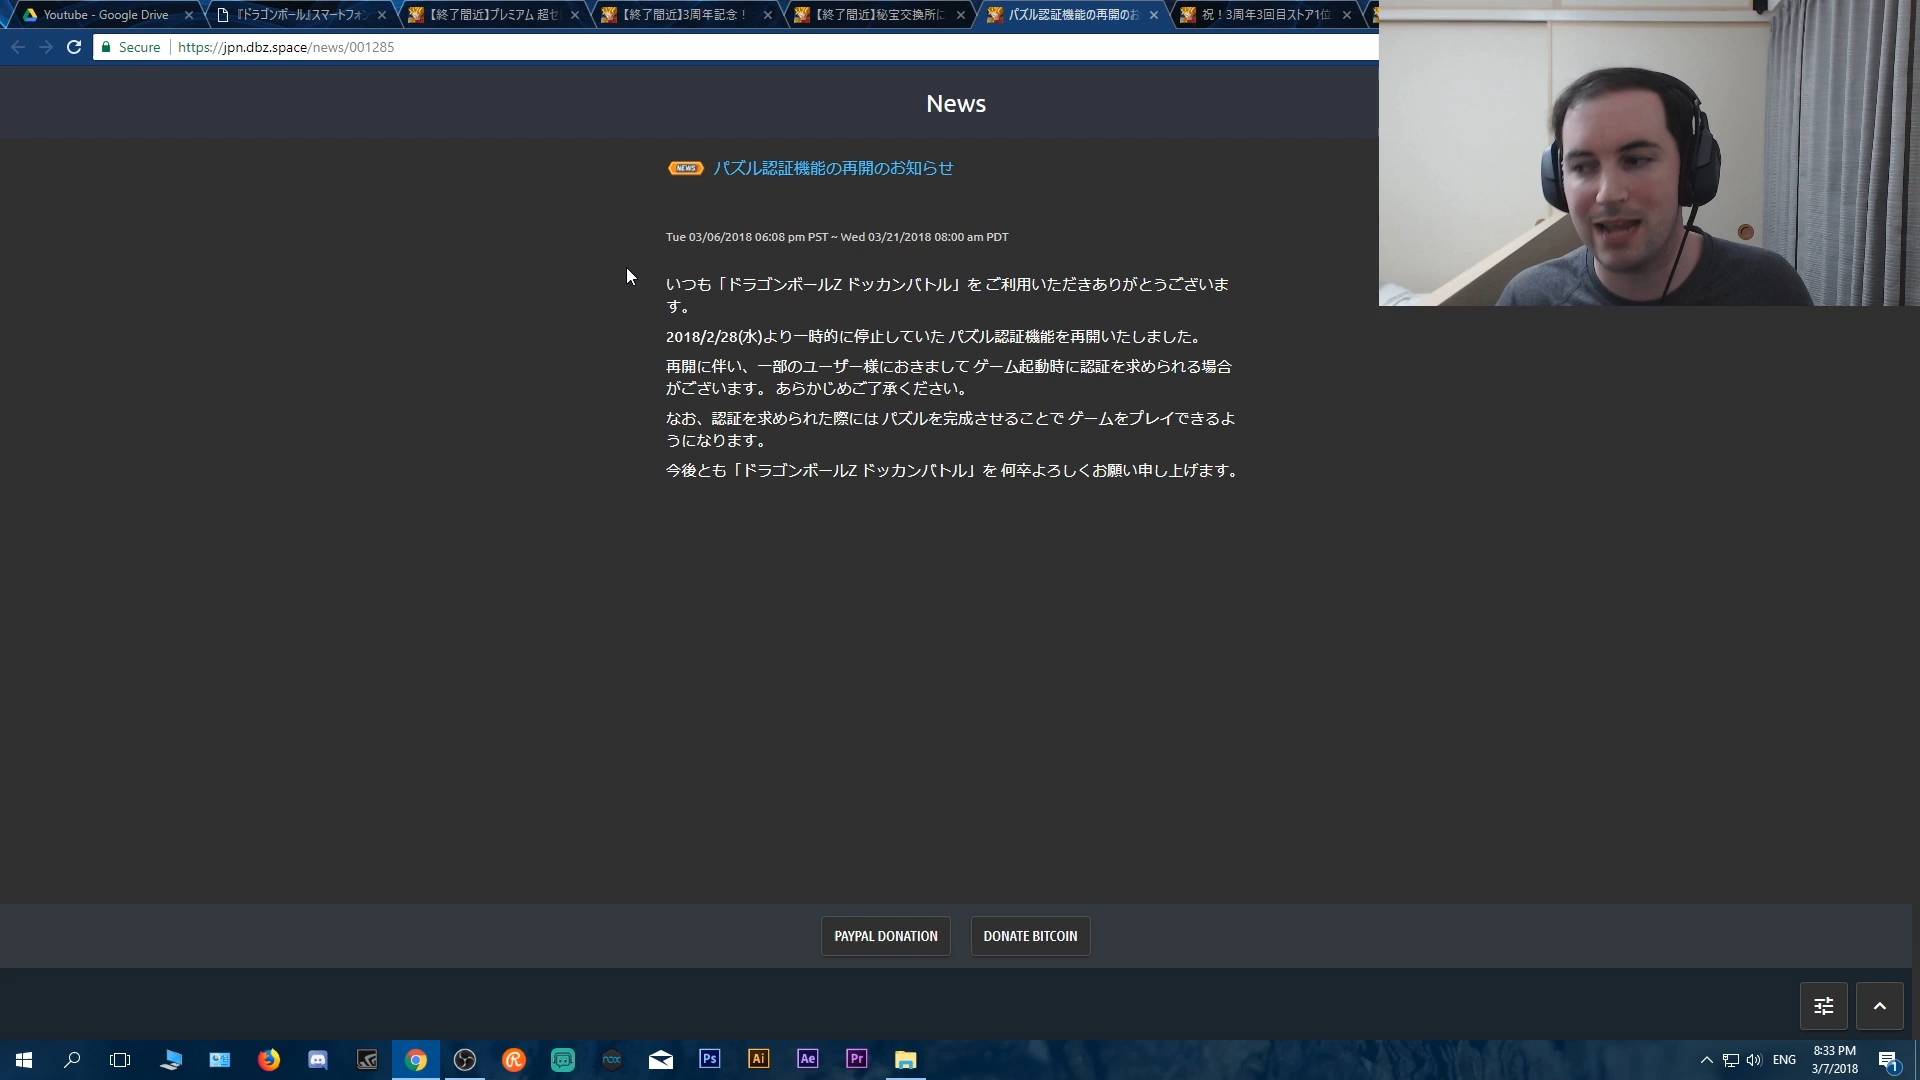 Youtube - Google Drive
『ドラゴンボール』スマートフォン
【終了間近】プレミアム 超セ
【終了間近】3周年記念！
【終了間近】秘宝交換所に
パズル認証機能の再開のお
祝！3周年3回目ストア1位
Secure
https://jpn.dbz.space/news/001285
News
NEWS
パズル認証機能の再開のお知らせ
Tue 03/06/2018 06:08 pm PST ~ Wed 03/21/2018 08:00 am PDT
いつも「ドラゴンボールZ ドッカンバトル」を ご利用いただきありがとうございま
す。
2018/2/28(水)より一時的に停止していた パズル認証機能を再開いたしました。
再開に伴い、一部のユーザー様におきまして ゲーム起動時に認証を求められる場合
がございます。 あらかじめご了承ください。
なお、認証を求められた際には パズルを完成させることで ゲームをプレイできるよ
うになります。
今後とも「ドラゴンボールZ ドッカンバトル」を 何卒よろしくお願い申し上げます。
PAYPAL DONATION
DONATE BITCOIN
nox
Ps
Ai
Ae
Pr
ENG
8:33 PM
3/7/2018
1